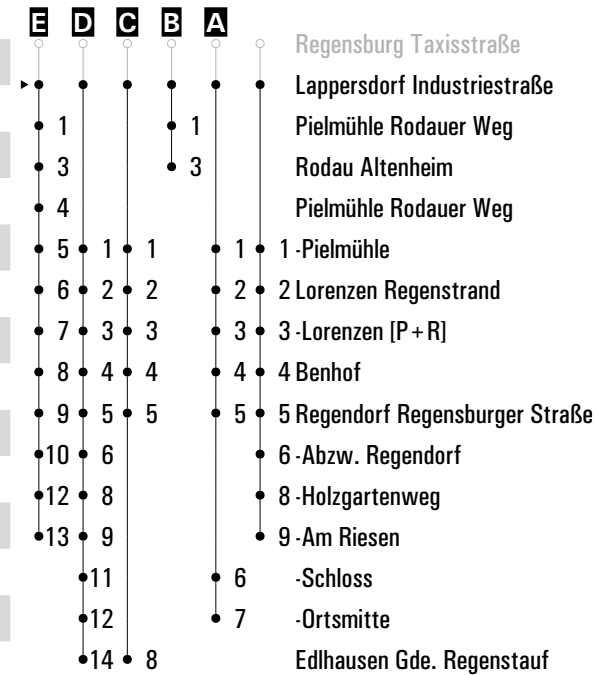 E D C B A
Regensburg Taxisstraße
Lappersdorf Industriestraße
1 1 Pielmühle Rodauer Weg
3 3 Rodau Altenheim
4 Pielmühle Rodauer Weg
5 1 1 1 1 -Pielmühle
6 2 2 2 2 Lorenzen Regenstrand
7 3 3 3 3 -Lorenzen [P+R]
8 4 4 4 4 Benhof
9 5 5 5 5 Regendorf Regensburger Straße
10 6 6 -Abzw. Regendorf
12 8 8 -Holzgartenweg
13 9 9 -Am Riesen
11 6 -Schloss
12 7 -Ortsmitte
14 8 Edlhausen Gde. Regenstauf